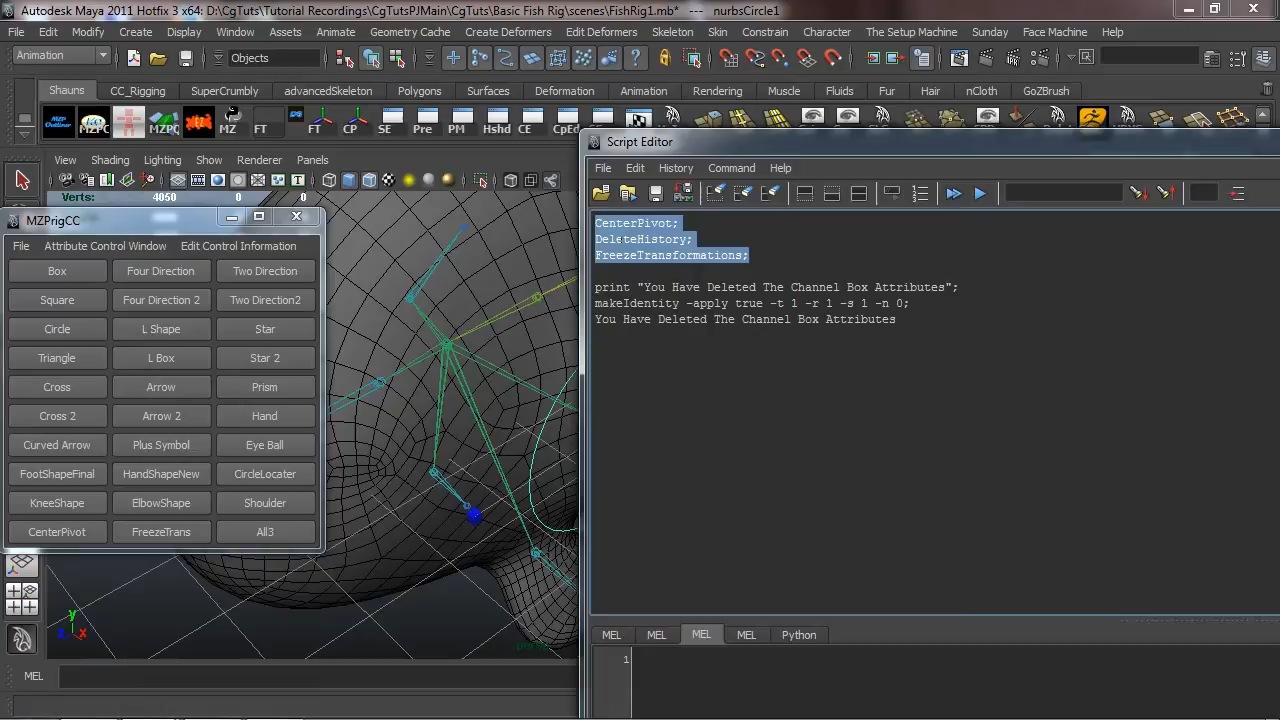 Autodesk Maya 2011 Hotfix 3 x64: D:\CgTuts\Tutorial Recordings\CgTutsPJMain\CgTuts\Basic Fish Rig\scenes\FishRig1.mb* --- nurbsCircle1
File Edit Modify Create Display Window Assets Animate Geometry Cache Create Deformers Edit Deformers Skeleton Skin Constrain Character The Setup Machine Sunday Face Machine Help
Animation Objects
Shauns CC_Rigging SuperCrumbly advancedSkeleton Polygons Surfaces Deformation Animation Rendering Muscle Fluids Fur Hair nCloth GoZBrush
MZPC MZPC MZ FT FT CP SE Pre PM Hshd CE CpEd
View Shading Lighting Show Renderer Panels
Verts: 4050
MZPrigCC
File Attribute Control Window Edit Control Information
Box Four Direction Two Direction
Square Four Direction 2 Two Direction2
Circle L Shape Star
Triangle L Box Star 2
Cross Arrow Prism
Cross 2 Arrow 2 Hand
Curved Arrow Plus Symbol Eye Ball
FootShapeFinal HandShapeNew CircleLocater
KneeShape ElbowShape Shoulder
CenterPivot FreezeTrans All3
y
z x
MEL
Script Editor
File Edit History Command Help
CenterPivot;
DeleteHistory;
FreezeTransformations;
print "You Have Deleted The Channel Box Attributes";
makeIdentity -apply true -t 1 -r 1 -s 1 -n 0;
You Have Deleted The Channel Box Attributes
MEL MEL MEL MEL Python
1